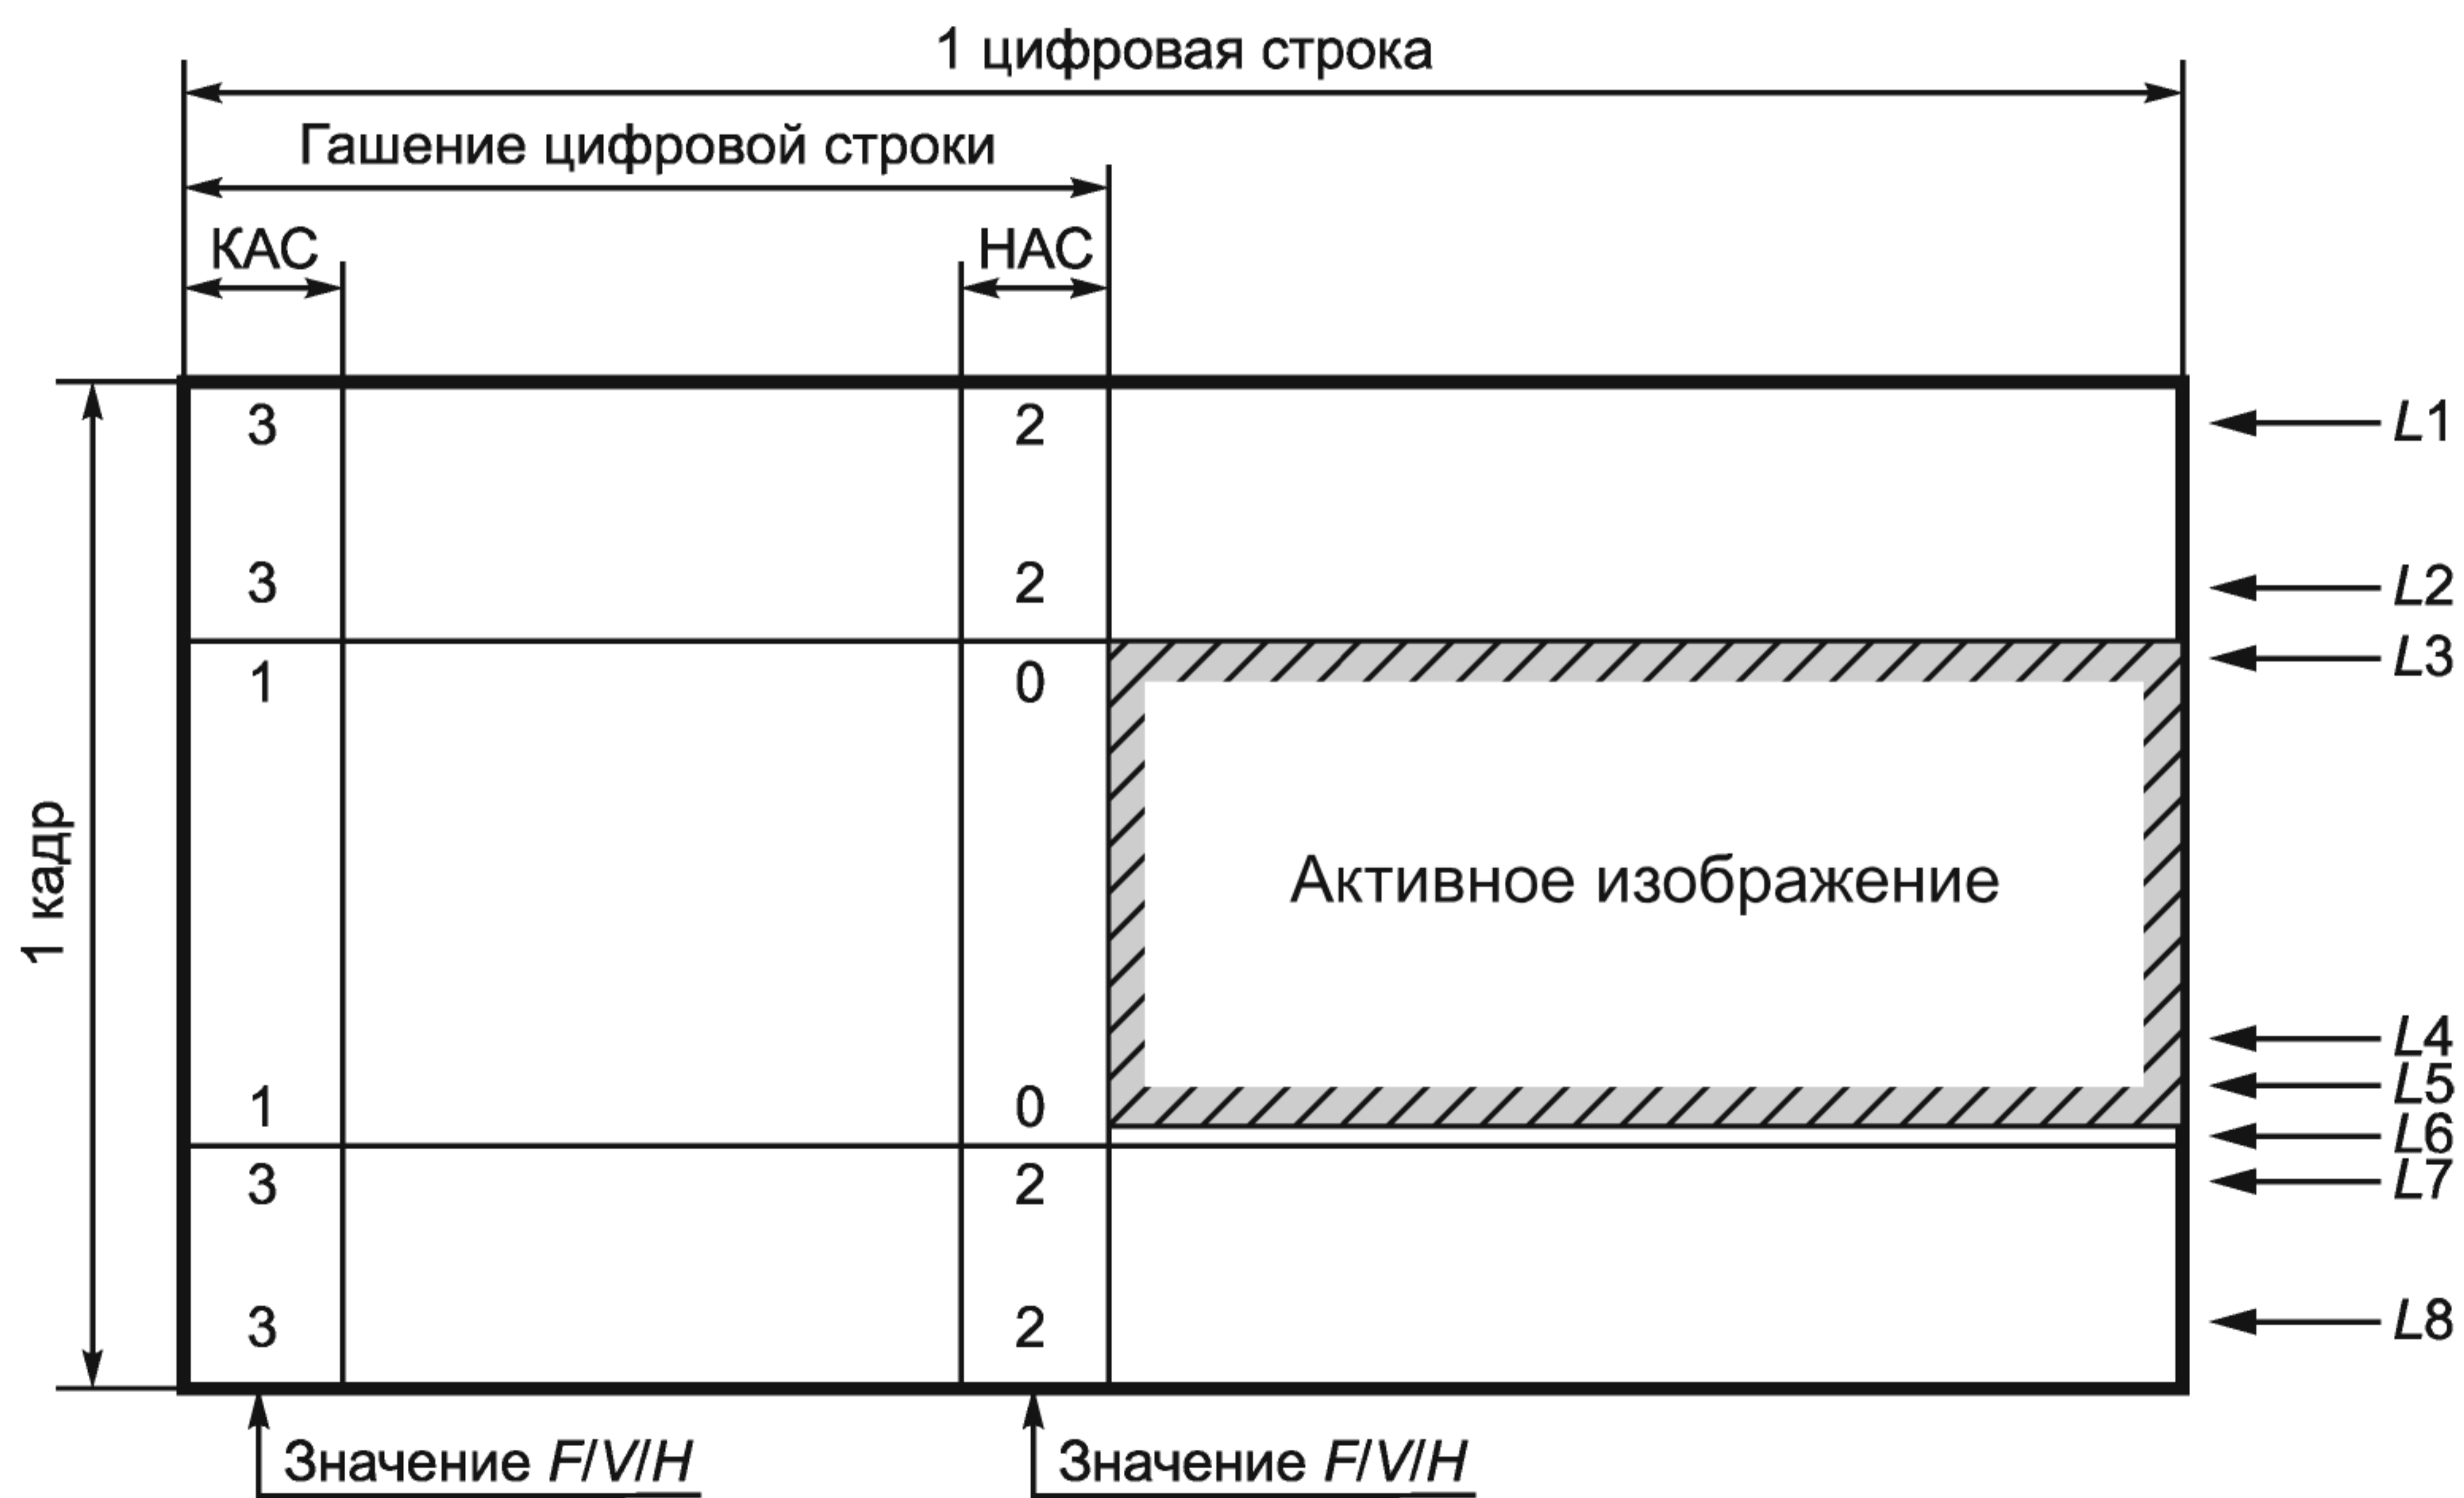 1 цифровая строка
Гашение цифровой строки
КАС
НАС
1 кадр
3 2 L1
3 2 L2
1 0 L3
Активное изображение
L4
L5
1 0 L6
3 2 L7
3 2 L8
Значение F/V/H
Значение F/V/H